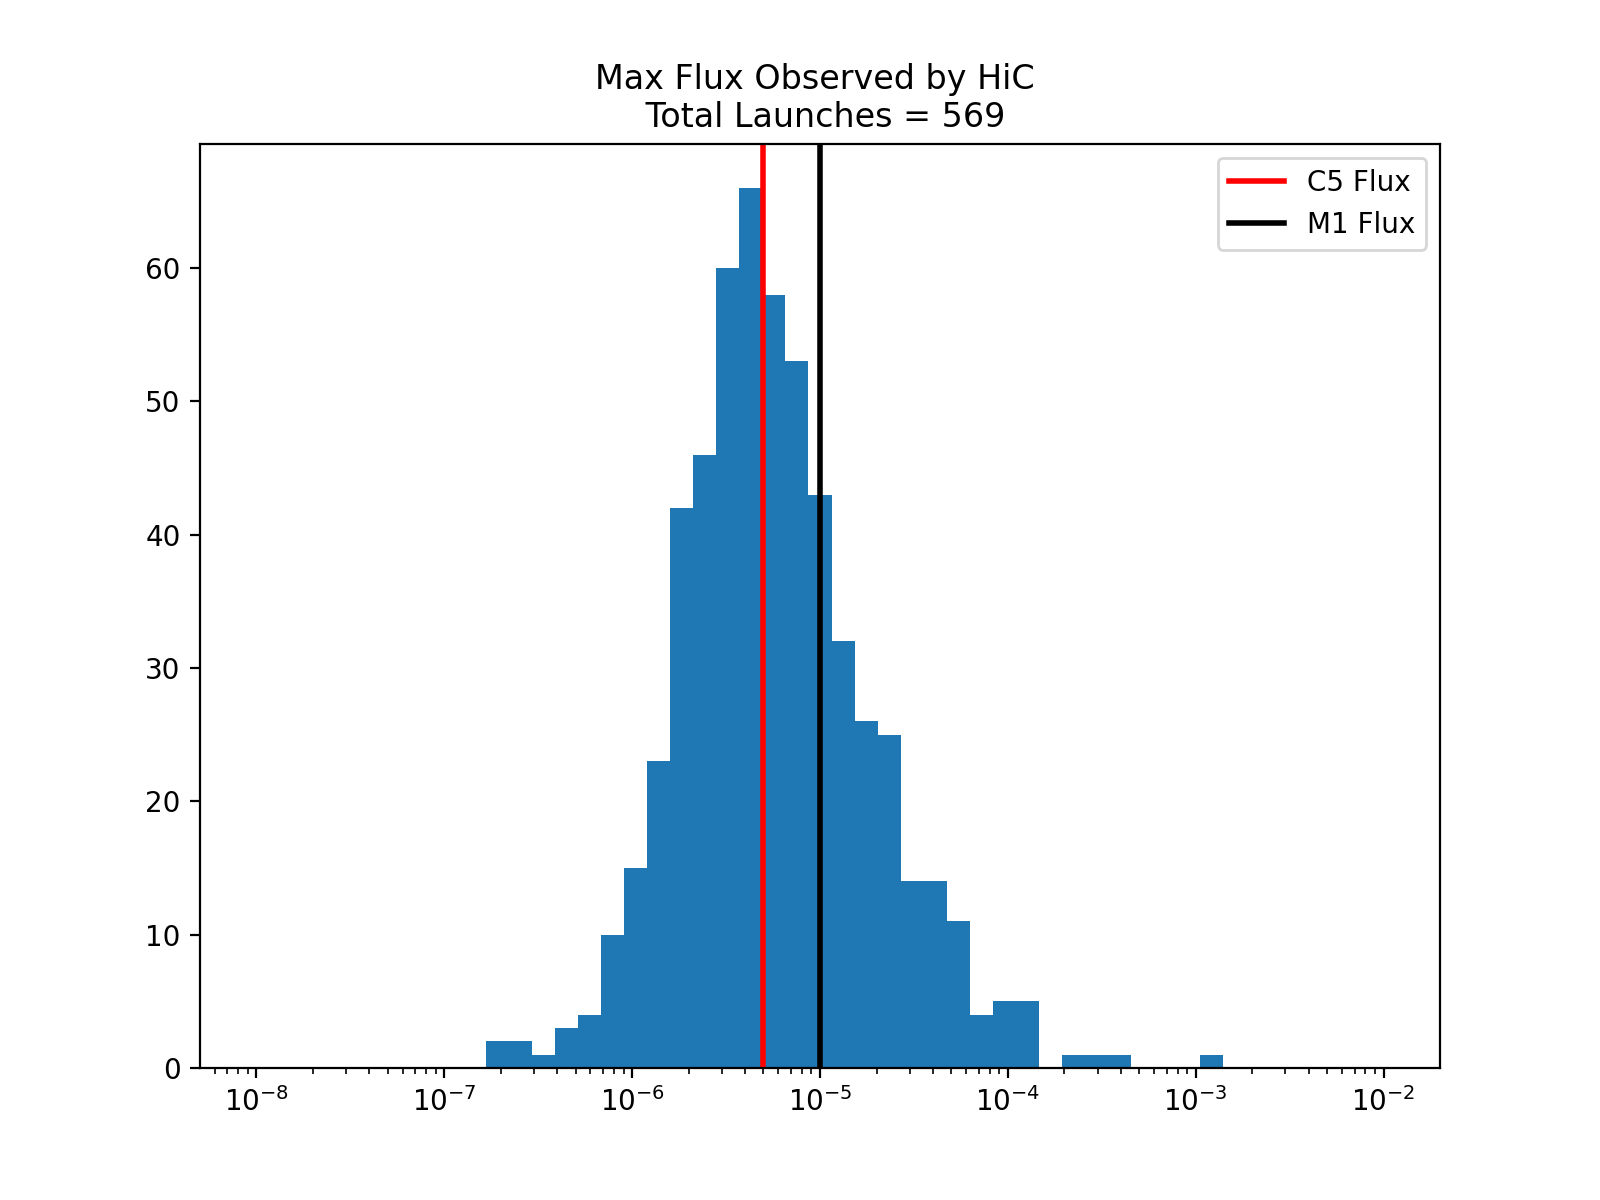 Max Flux Observed by HiC
Total Launches = 569
C5 Flux
M1 Flux
60
50
40
30
20
10
0
10⁻⁸ 10⁻⁷ 10⁻⁶ 10⁻⁵ 10⁻⁴ 10⁻³ 10⁻²